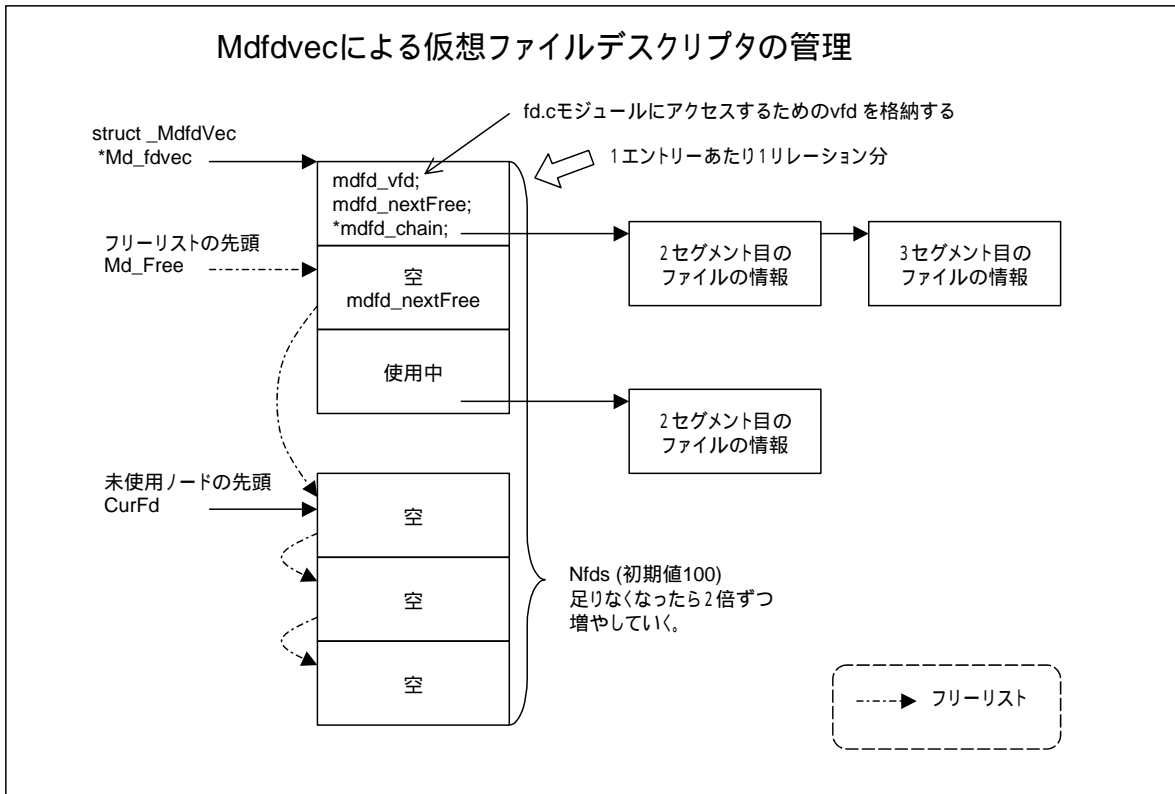 Mdfdvecによる仮想ファイルデスクリプタの管理
fd.cモジュールにアクセスするためのvfd を格納する
struct _MdfdVec
*Md_fdvec
1エントリーあたり1リレーション分
mdfd_vfd;
mdfd_nextFree;
*mdfd_chain;
フリーリストの先頭
Md_Free
2セグメント目の
ファイルの情報
3セグメント目の
ファイルの情報
空
mdfd_nextFree
使用中
2セグメント目の
ファイルの情報
未使用ノードの先頭
CurFd
空
空
Nfds (初期値100)
足りなくなったら2倍ずつ
増やしていく。
空
フリーリスト